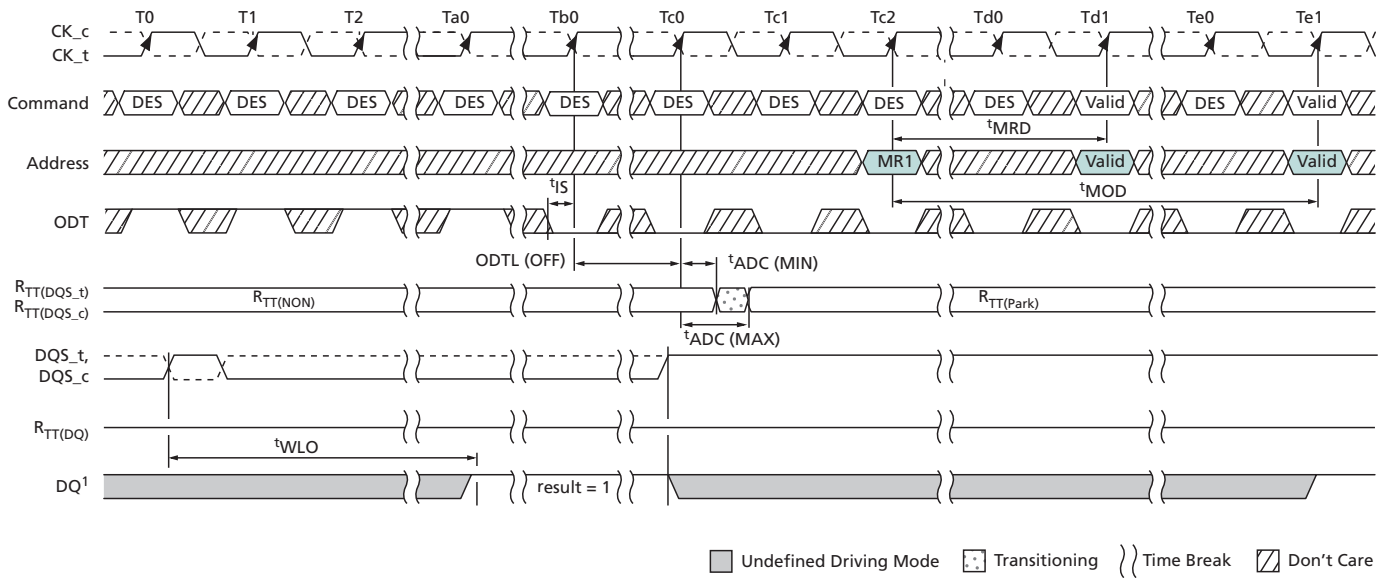 T0 T1 T2 Ta0 Tb0 Tc0 Tc1 Tc2 Td0 Td1 Te0 Te1
CK_c
CK_t
Command DES DES DES DES DES DES DES DES DES Valid DES Valid
tMRD
Address MR1 Valid Valid
tIS
tMOD
ODT
ODTL (OFF) tADC (MIN)
RTT(DQS_t)
RTT(DQS_c)
RTT(NON) RTT(Park)
tADC (MAX)
DQS_t,
DQS_c
RTT(DQ)
tWLO
DQ1 result = 1
Undefined Driving Mode Transitioning Time Break Don't Care